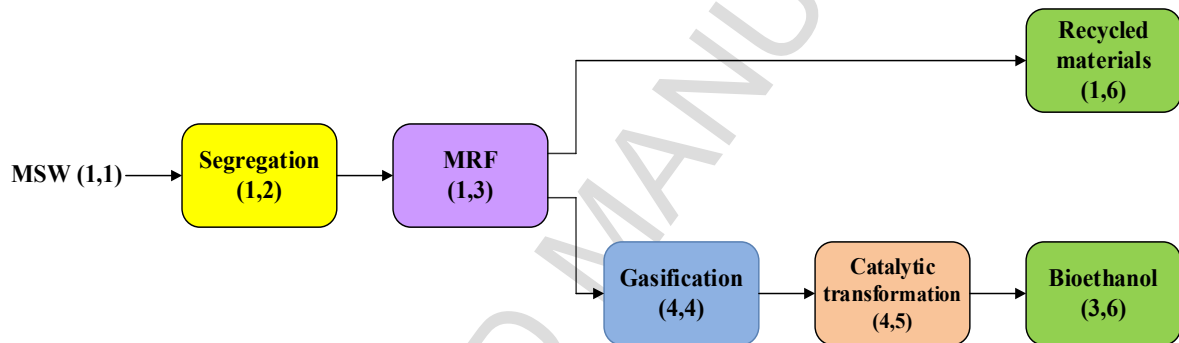 Recycled
materials
(1,6)
MSW (1,1)
Segregation
(1,2)
MRF
(1,3)
Gasification
(4,4)
Catalytic
transformation
(4,5)
Bioethanol
(3,6)
D MANU